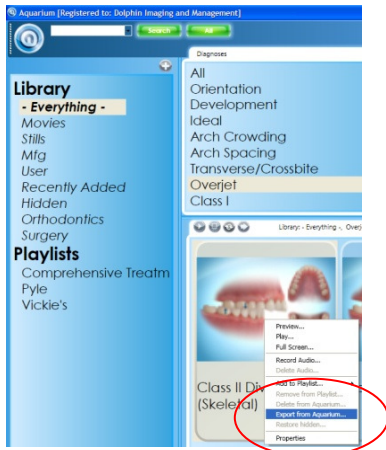 Aquarium [Registered to: Dolphin Imaging and Management]
Search
All
Diagnoses
Library
- Everything -
Movies
Stills
Mfg
User
Recently Added
Hidden
Orthodontics
Surgery
Playlists
Comprehensive Treatm
Pyle
Vickie's
All
Orientation
Development
Ideal
Arch Crowding
Arch Spacing
Transverse/Crossbite
Overjet
Class I
Library: - Everything -, Overj
Class II Div
(Skeletal)
Preview...
Play...
Full Screen...
Record Audio...
Delete Audio...
Add to Playlist...
Remove from Playlist...
Delete from Aquarium...
Export from Aquarium...
Restore hidden...
Properties